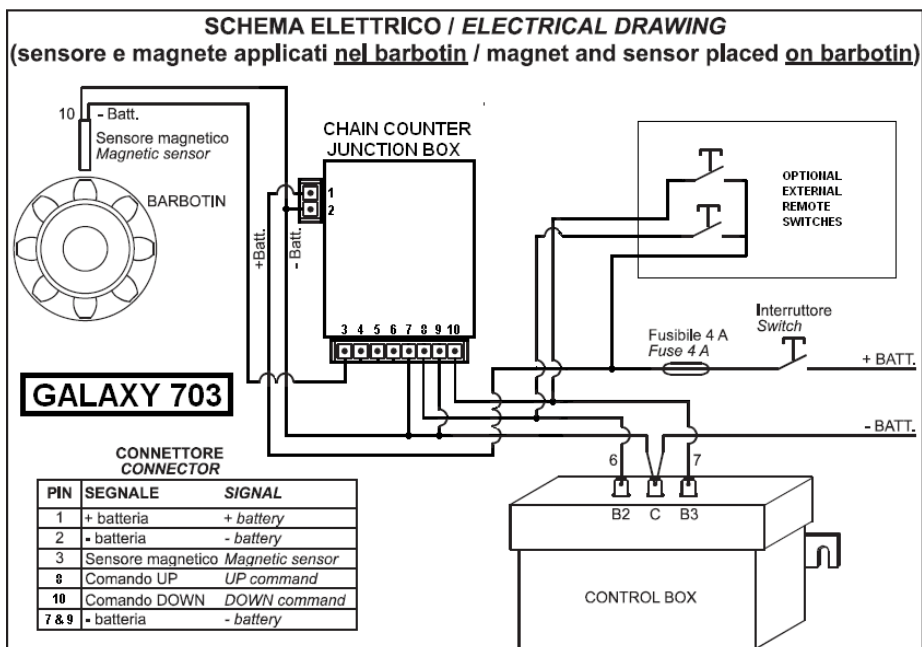 SCHEMA ELETTRICO / ELECTRICAL DRAWING
(sensore e magnete applicati nel barbotin / magnet and sensor placed on barbotin)
10
- Batt.
Sensore magnetico
Magnetic sensor
BARBOTIN
CHAIN COUNTER
JUNCTION BOX
1
2
+Batt.
- Batt.
3 4 5 6 7 8 9 10
OPTIONAL
EXTERNAL
REMOTE
SWITCHES
Interruttore
Switch
Fusibile 4 A
Fuse 4 A
+ BATT.
- BATT.
GALAXY 703
6
7
B2 C B3
CONTROL BOX
CONNETTORE
CONNECTOR
PIN SEGNALE SIGNAL
1 + batteria + battery
2 - batteria - battery
3 Sensore magnetico Magnetic sensor
8 Comando UP UP command
10 Comando DOWN DOWN command
7 & 9 - batteria - battery